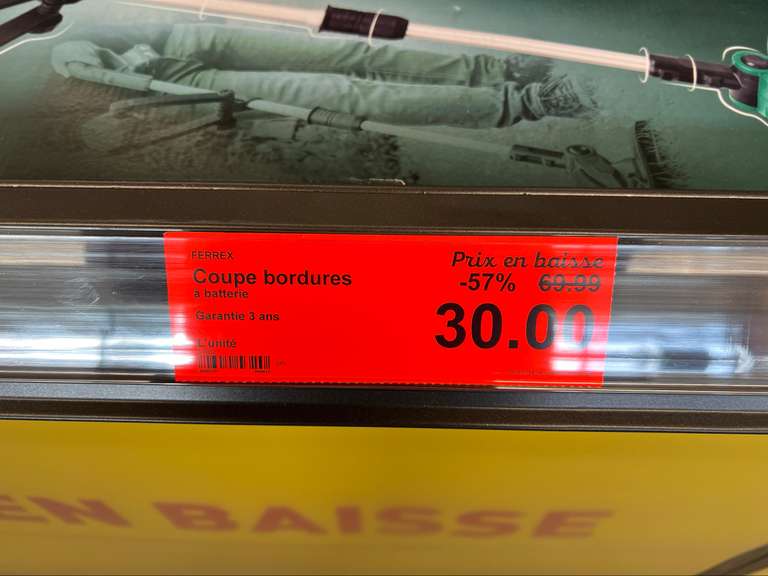 FERREX
Coupe bordures
à batterie
Garantie 3 ans
L'unité
Prix en baisse
-57% 69.99
30.00
EN BAISSE